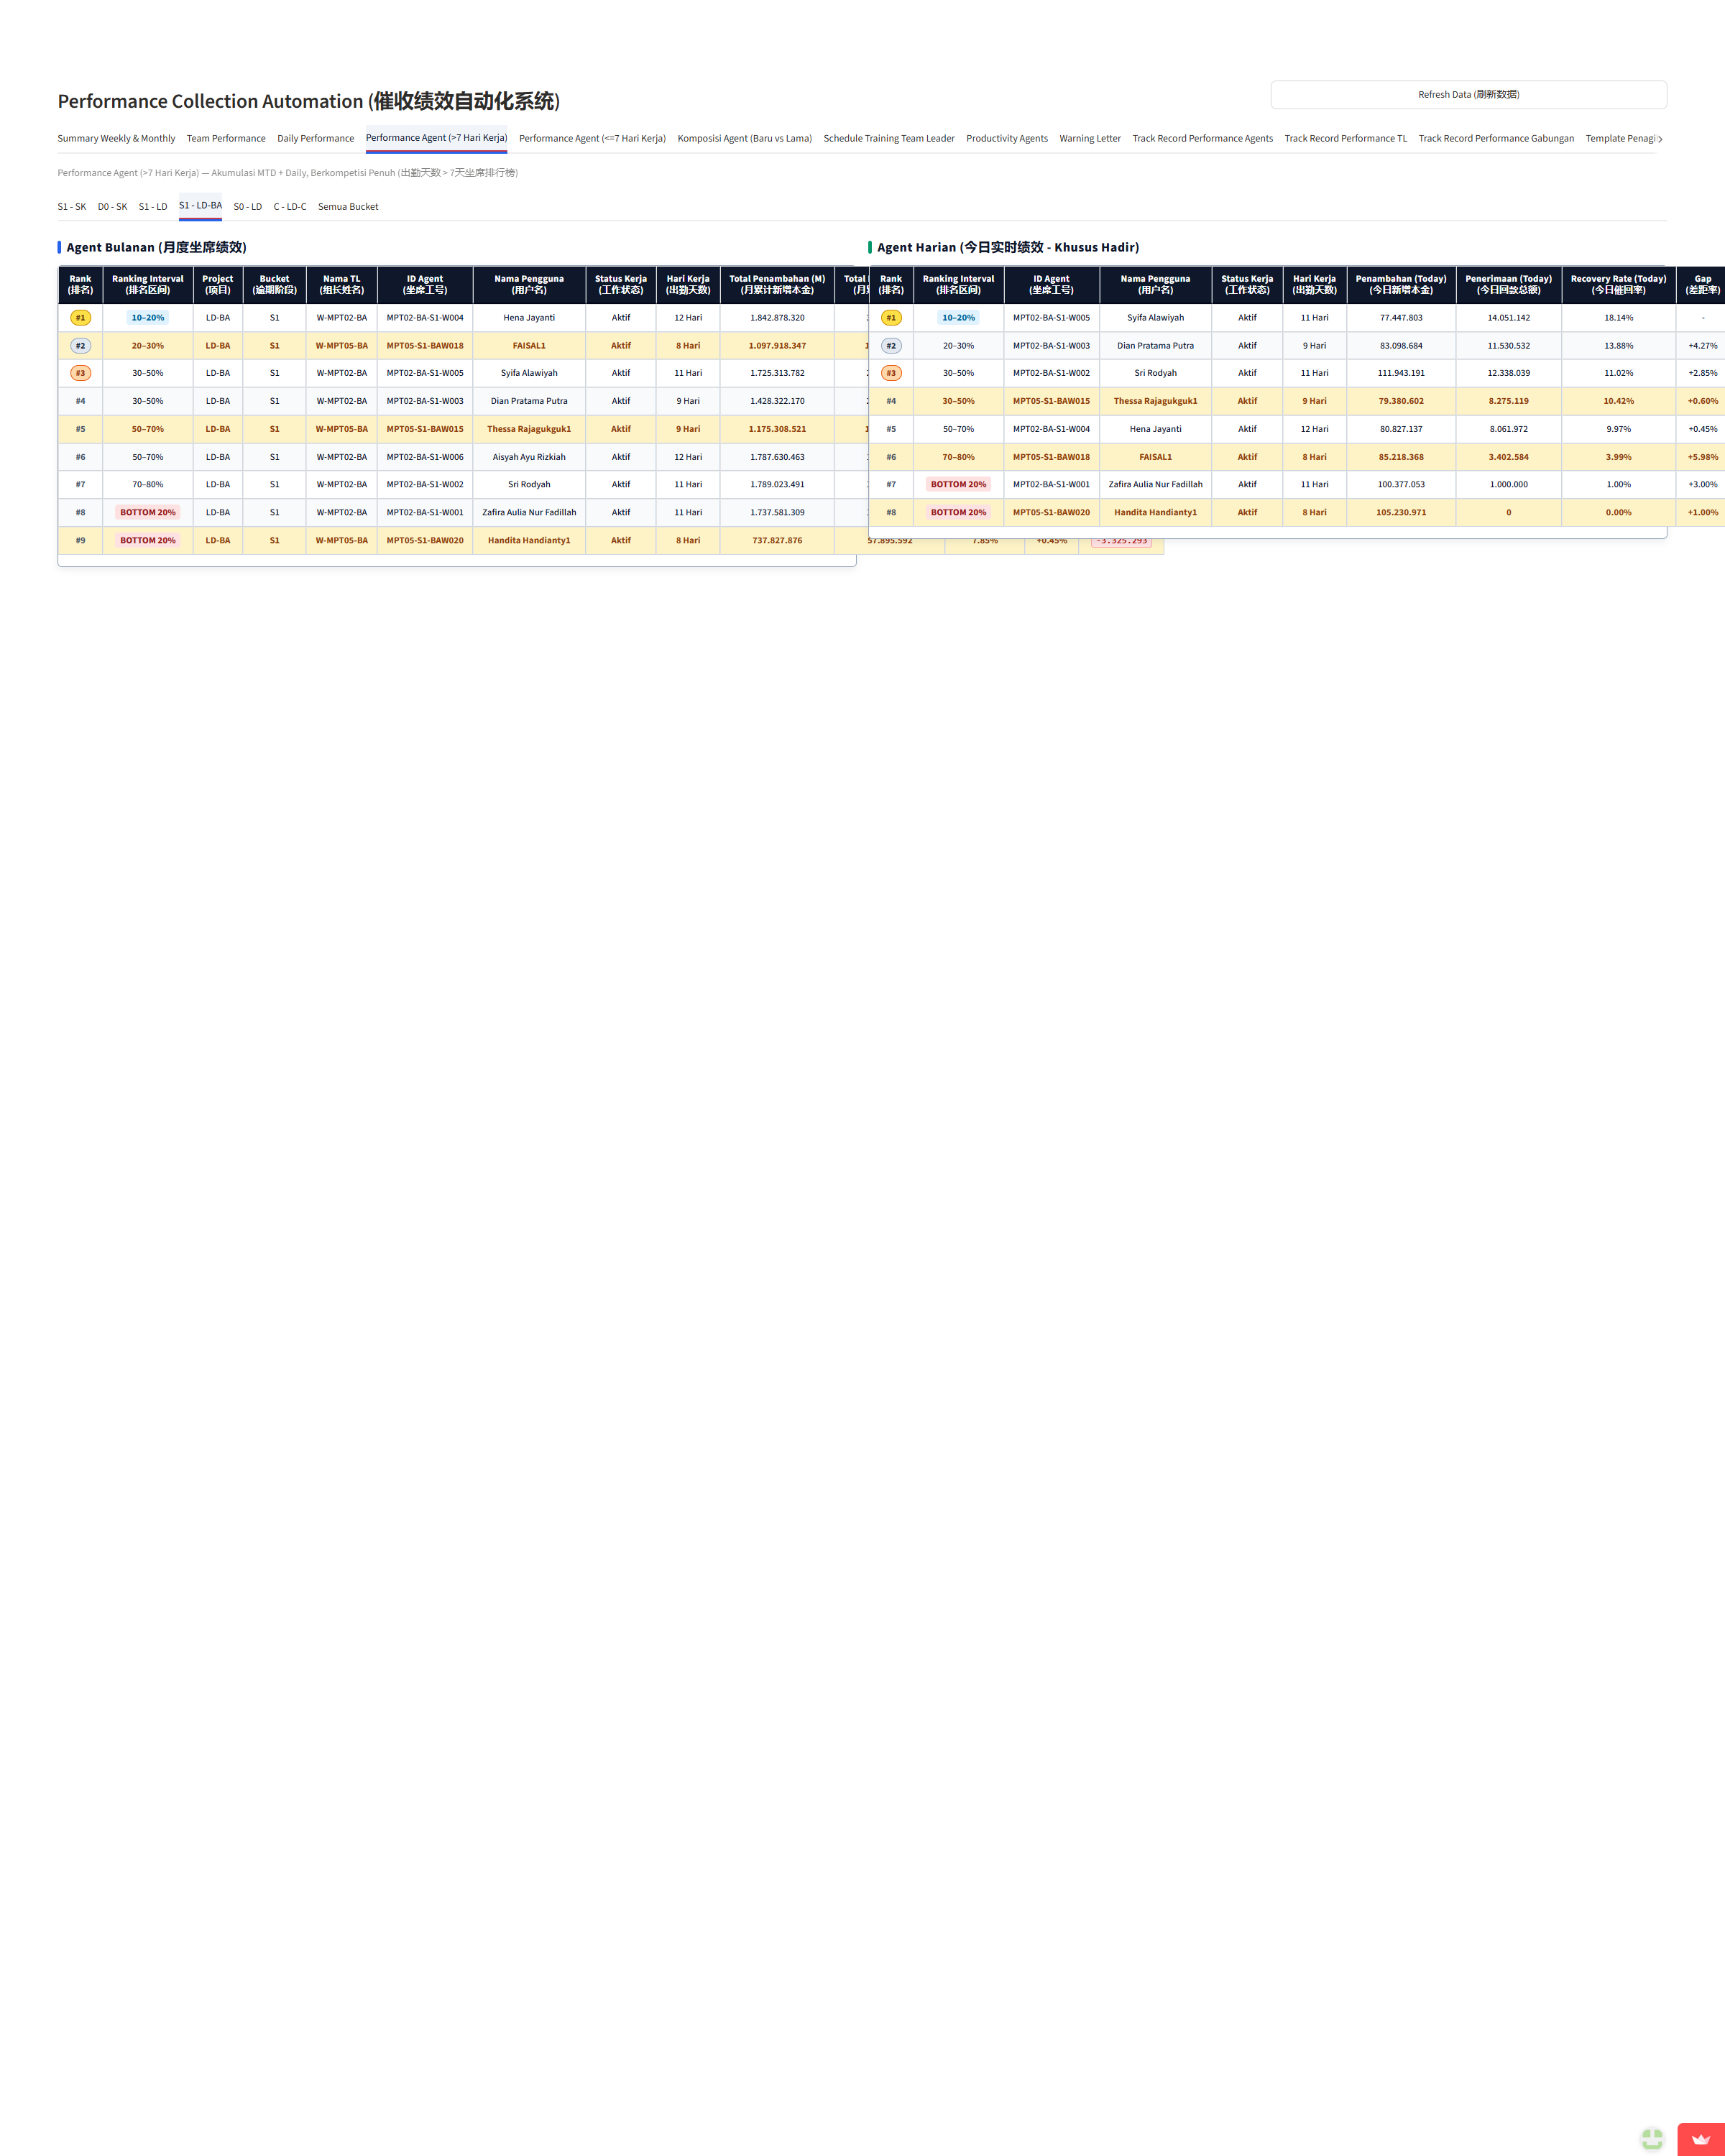 Performance Collection Automation (催收绩效自动化系统)
Refresh Data (刷新数据)
Summary Weekly & Monthly Team Performance Daily Performance Performance Agent (>7 Hari Kerja) Performance Agent (<=7 Hari Kerja) Komposisi Agent (Baru vs Lama) Schedule Training Team Leader Productivity Agents Warning Letter Track Record Performance Agents Track Record Performance TL Track Record Performance Gabungan Template Penagi
Performance Agent (>7 Hari Kerja) — Akumulasi MTD + Daily, Berkompetisi Penuh (出勤天数 > 7天坐席排行榜)
S1 - SK D0 - SK S1 - LD S1 - LD-BA S0 - LD C - LD-C Semua Bucket
Agent Bulanan (月度坐席绩效)
Rank Ranking Interval Project Bucket Nama TL ID Agent Nama Pengguna Status Kerja Hari Kerja Total Penambahan (M) Total
(排名) (排名区间) (项目) (逾期阶段) (组长姓名) (坐席工号) (用户名) (工作状态) (出勤天数) (月累计新增本金) (月
#1 10–20% LD-BA S1 W-MPT02-BA MPT02-BA-S1-W004 Hena Jayanti Aktif 12 Hari 1.842.878.320
#2 20–30% LD-BA S1 W-MPT05-BA MPT05-S1-BAW018 FAISAL1 Aktif 8 Hari 1.097.918.347
#3 30–50% LD-BA S1 W-MPT02-BA MPT02-BA-S1-W005 Syifa Alawiyah Aktif 11 Hari 1.725.313.782
#4 30–50% LD-BA S1 W-MPT02-BA MPT02-BA-S1-W003 Dian Pratama Putra Aktif 9 Hari 1.428.322.170
#5 50–70% LD-BA S1 W-MPT05-BA MPT05-S1-BAW015 Thessa Rajagukguk1 Aktif 9 Hari 1.175.308.521
#6 50–70% LD-BA S1 W-MPT02-BA MPT02-BA-S1-W006 Aisyah Ayu Rizkiah Aktif 12 Hari 1.787.630.463
#7 70–80% LD-BA S1 W-MPT02-BA MPT02-BA-S1-W002 Sri Rodyah Aktif 11 Hari 1.789.023.491
#8 BOTTOM 20% LD-BA S1 W-MPT02-BA MPT02-BA-S1-W001 Zafira Aulia Nur Fadillah Aktif 11 Hari 1.737.581.309
#9 BOTTOM 20% LD-BA S1 W-MPT05-BA MPT05-S1-BAW020 Handita Handianty1 Aktif 8 Hari 737.827.876 57.895.592 7.85% +0.45% -3.325.293
Agent Harian (今日实时绩效 - Khusus Hadir)
Rank Ranking Interval ID Agent Nama Pengguna Status Kerja Hari Kerja Penambahan (Today) Penerimaan (Today) Recovery Rate (Today) Gap
(排名) (排名区间) (坐席工号) (用户名) (工作状态) (出勤天数) (今日新增本金) (今日回款总额) (今日催回率) (差距率)
#1 10–20% MPT02-BA-S1-W005 Syifa Alawiyah Aktif 11 Hari 77.447.803 14.051.142 18.14% -
#2 20–30% MPT02-BA-S1-W003 Dian Pratama Putra Aktif 9 Hari 83.098.684 11.530.532 13.88% +4.27%
#3 30–50% MPT02-BA-S1-W002 Sri Rodyah Aktif 11 Hari 111.943.191 12.338.039 11.02% +2.85%
#4 30–50% MPT05-S1-BAW015 Thessa Rajagukguk1 Aktif 9 Hari 79.380.602 8.275.119 10.42% +0.60%
#5 50–70% MPT02-BA-S1-W004 Hena Jayanti Aktif 12 Hari 80.827.137 8.061.972 9.97% +0.45%
#6 70–80% MPT05-S1-BAW018 FAISAL1 Aktif 8 Hari 85.218.368 3.402.584 3.99% +5.98%
#7 BOTTOM 20% MPT02-BA-S1-W001 Zafira Aulia Nur Fadillah Aktif 11 Hari 100.377.053 1.000.000 1.00% +3.00%
#8 BOTTOM 20% MPT05-S1-BAW020 Handita Handianty1 Aktif 8 Hari 105.230.971 0 0.00% +1.00%